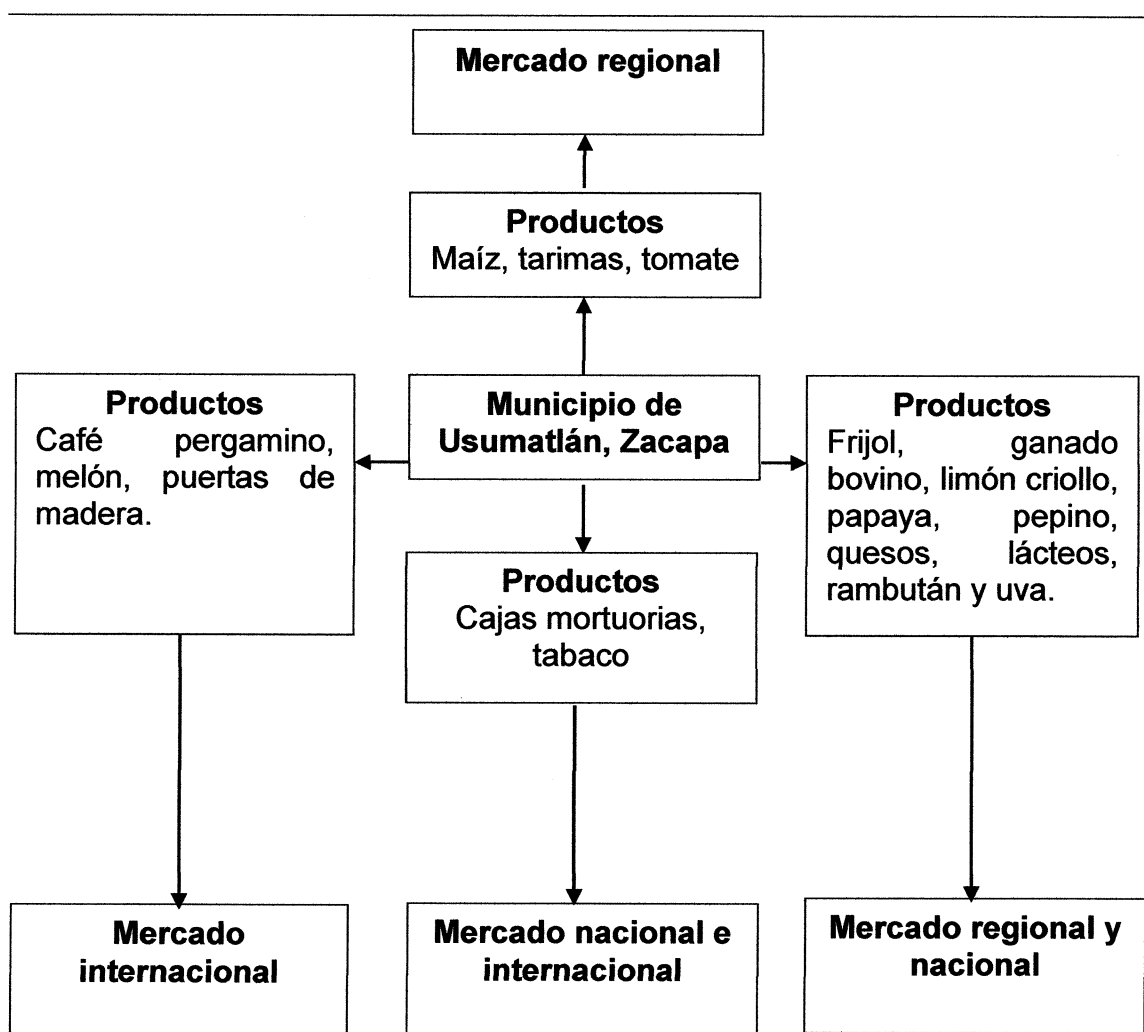 Mercado regional
Productos
Maíz, tarimas, tomate
Productos
Café pergamino,
melón, puertas de
madera.
Municipio de
Usumatlán, Zacapa
Productos
Frijol, ganado
bovino, limón criollo,
papaya, pepino,
quesos, lácteos,
rambután y uva.
Productos
Cajas mortuorias,
tabaco
Mercado
internacional
Mercado nacional e
internacional
Mercado regional y
nacional